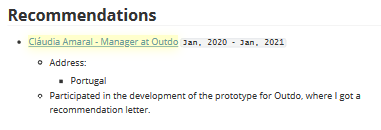 Recommendations
Cláudia Amaral - Manager at Outdo Jan, 2020 - Jan, 2021
Address:
Portugal
Participated in the development of the prototype for Outdo, where I got a
recommendation letter.